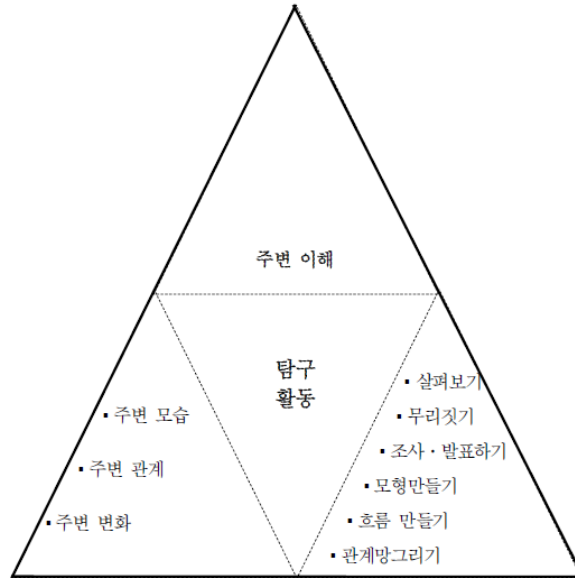 주변 이해
탐구
활동
▪주변 모습
▪주변 관계
▪주변 변화
▪살펴보기
▪무리짓기
▪조사·발표하기
▪모형만들기
▪흐름 만들기
▪관계망그리기